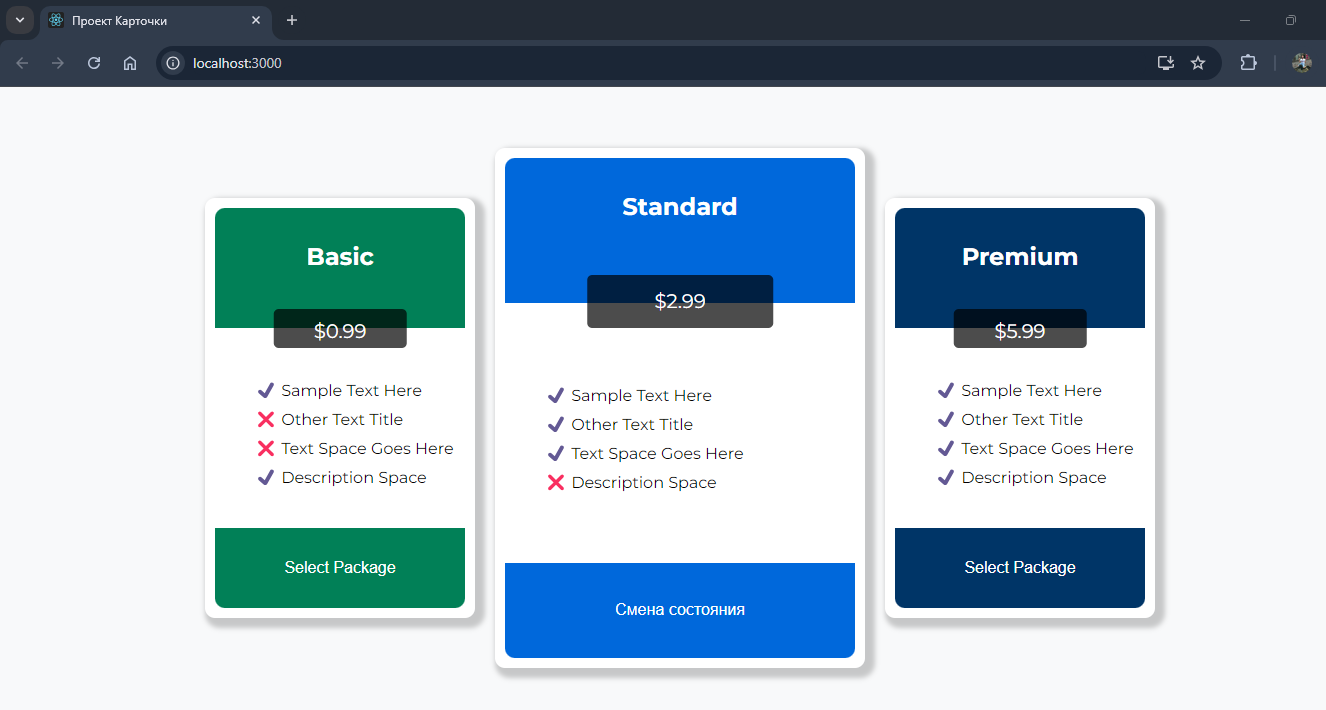 Проект Карточки
localhost:3000
Basic
$0.99
Sample Text Here
Other Text Title
Text Space Goes Here
Description Space
Select Package
Standard
$2.99
Sample Text Here
Other Text Title
Text Space Goes Here
Description Space
Смена состояния
Premium
$5.99
Sample Text Here
Other Text Title
Text Space Goes Here
Description Space
Select Package